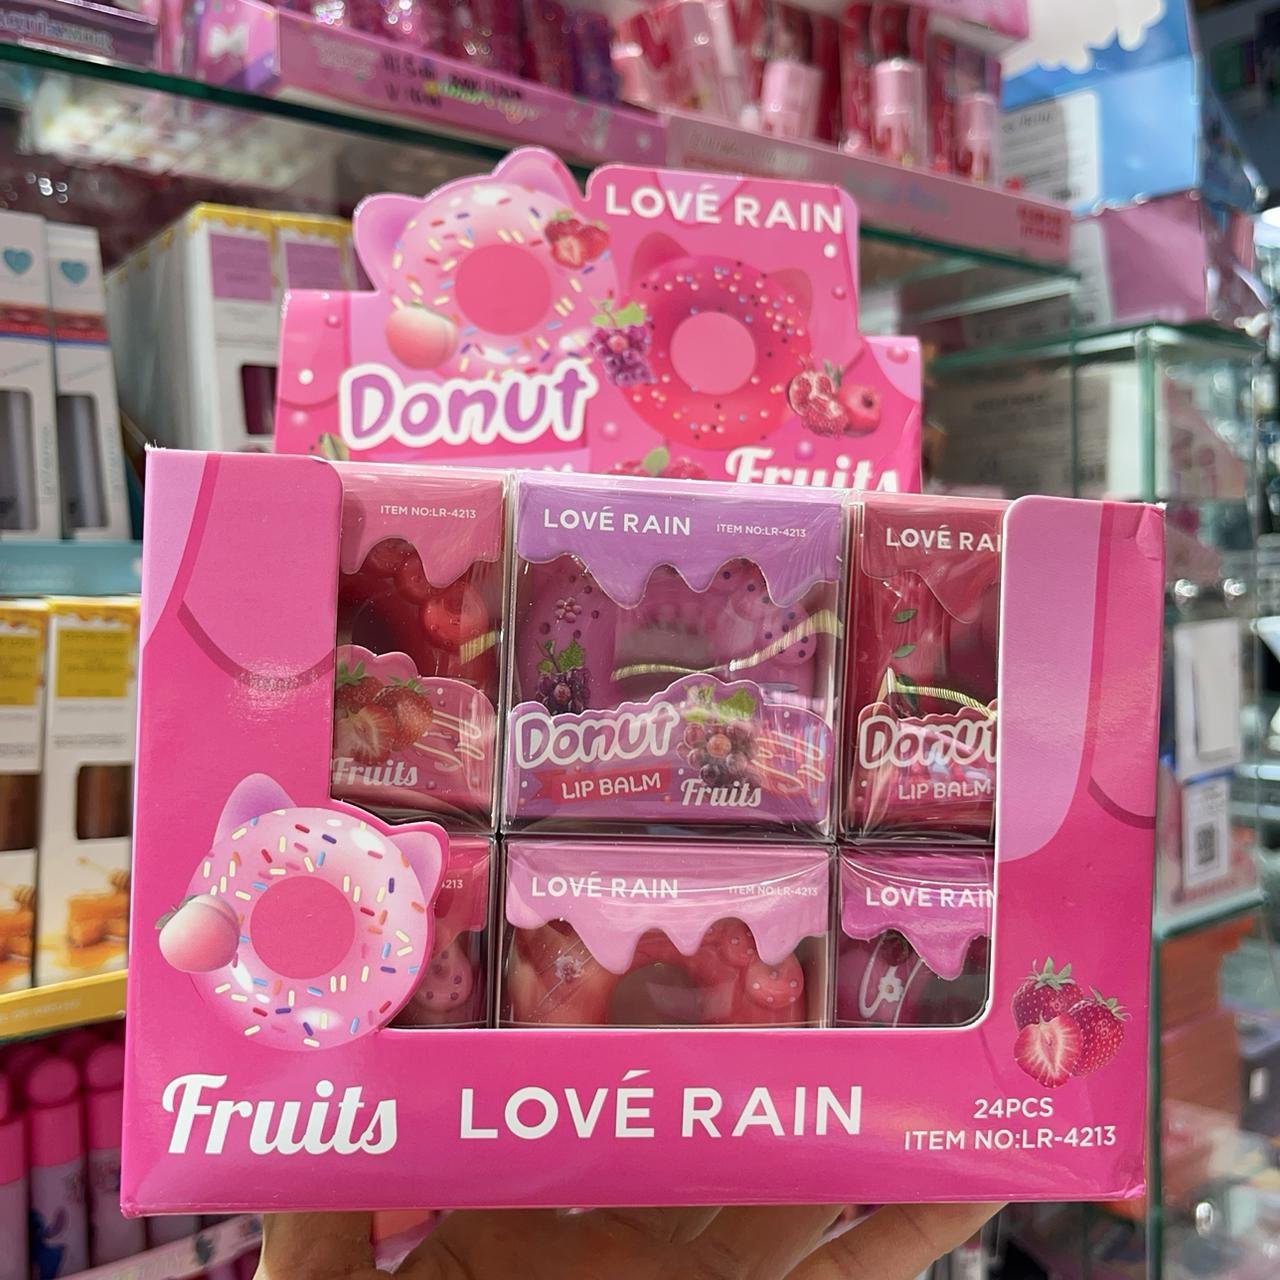 LOVÉ RAIN
Donut
Fruits
ITEM NO:LR-4213
LOVÉ RAIN ITEM NO:LR-4213
LOVÉ RAI
Fruits
Donut
LIP BALM
Fruits
Donut
LIP BALM
4213
LOVÉ RAIN ITEM NO:LR-4213
LOVÉ RAIN
Fruits LOVÉ RAIN
24PCS
ITEM NO:LR-4213